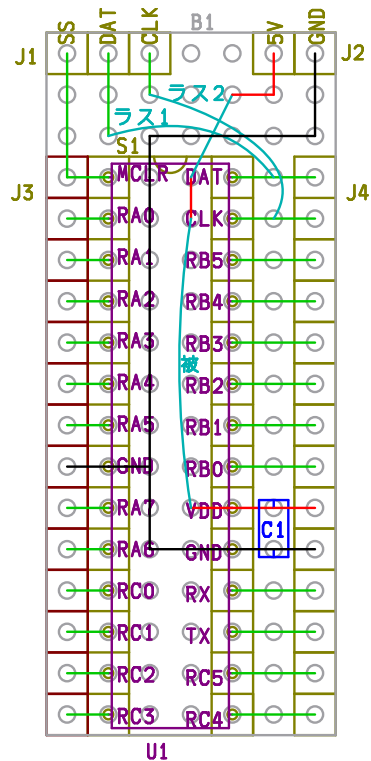 SS DAT CLK B1 5V GND
J1 J2
ラス2
ラス1
S1
MCLR DAT
J3 J4
RA0 CLK
RA1 RB5
RA2 RB4
RA3 RB3
被
RA4 RB2
RA5 RB1
GND RB0
RA7 VDD
C1
RA6 GND
RC0 RX
RC1 TX
RC2 RC5
RC3 RC4
U1